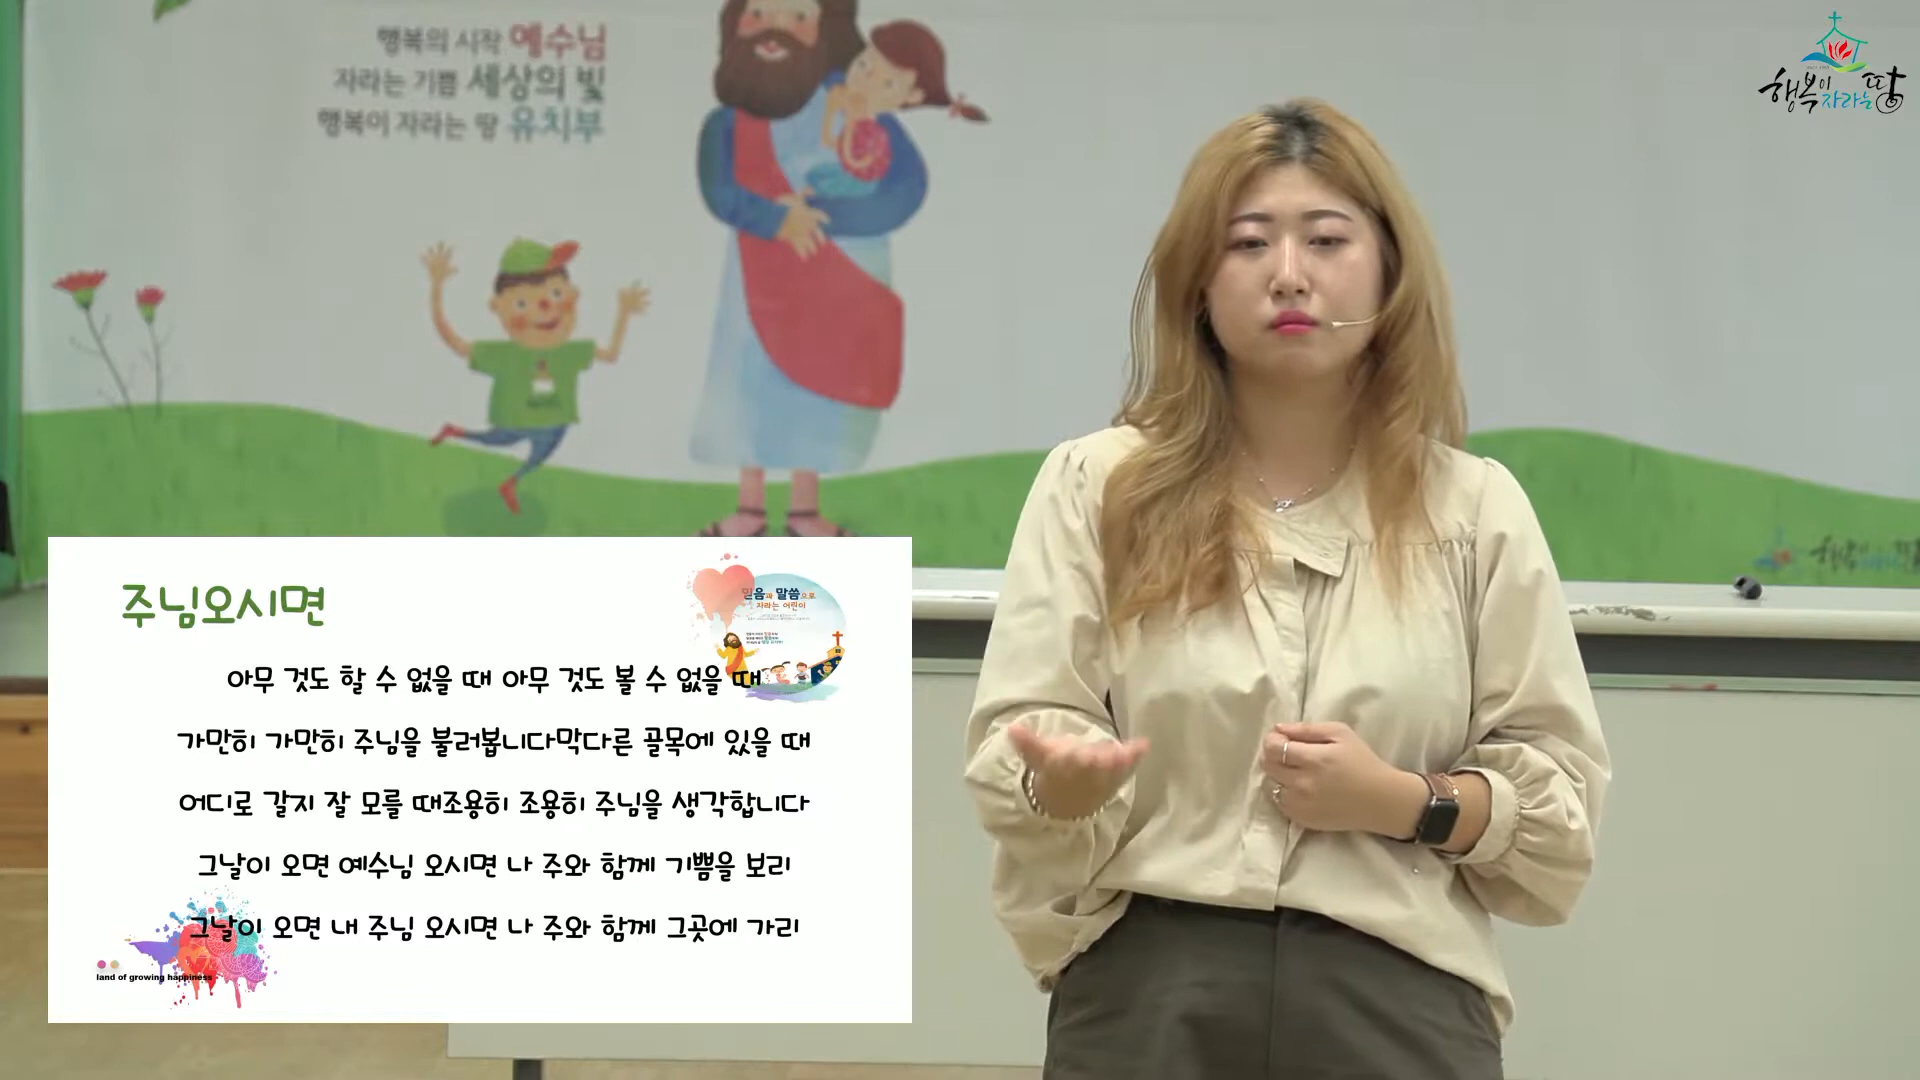 행복의 시작 예수님
자라는 기쁨 세상의 빛
행복이 자라는 땅 유치부
행복이 자라는 땅
주님오시면
믿음과 말씀으로
자라는 어린이
아무 것도 할 수 없을 때 아무 것도 볼 수 없을 때
가만히 가만히 주님을 불러봅니다막다른 골목에 있을 때
어디로 갈지 잘 모를 때조용히 조용히 주님을 생각합니다
그날이 오면 예수님 오시면 나 주와 함께 기쁨을 보리
그날이 오면 내 주님 오시면 나 주와 함께 그곳에 가리
land of growing happiness